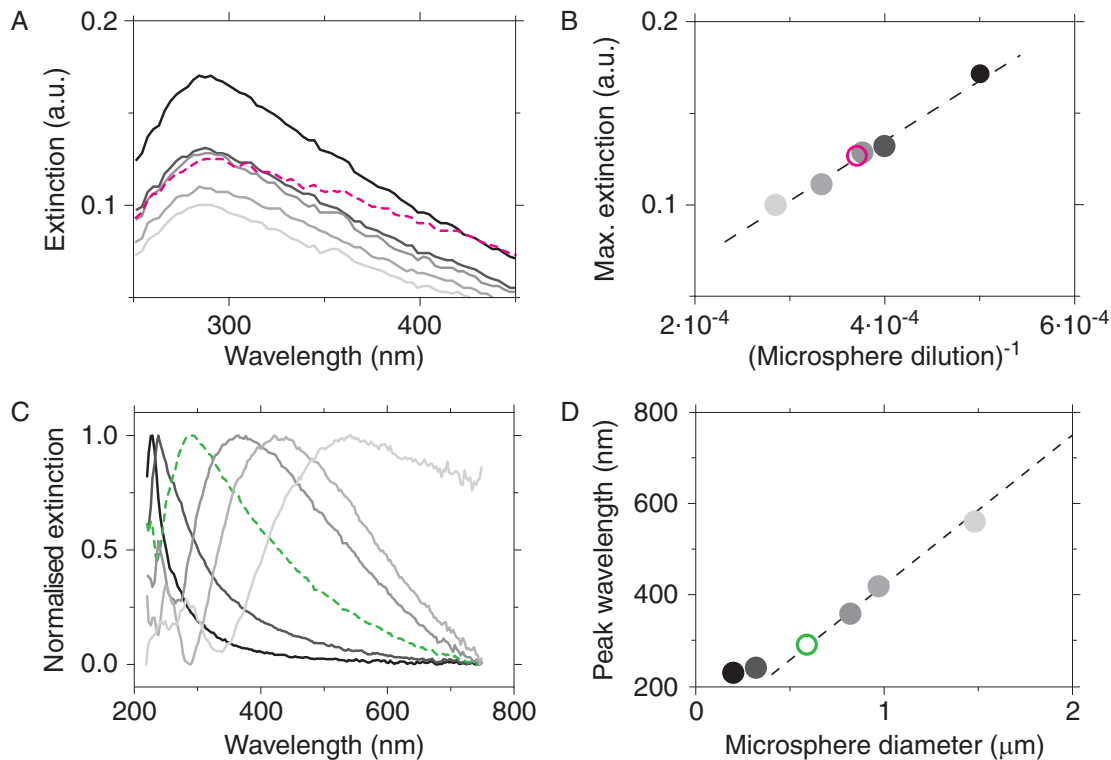 A
0.2
0.1
Extinction (a.u.)
300
400
Wavelength (nm)
B
0.2
0.1
Max. extinction (a.u.)
2·10⁻⁴
4·10⁻⁴
6·10⁻⁴
(Microsphere dilution)⁻¹
C
1.0
0.5
0.0
Normalised extinction
200
300
400
600
800
Wavelength (nm)
D
800
600
400
200
Peak wavelength (nm)
0
1
2
Microsphere diameter (μm)